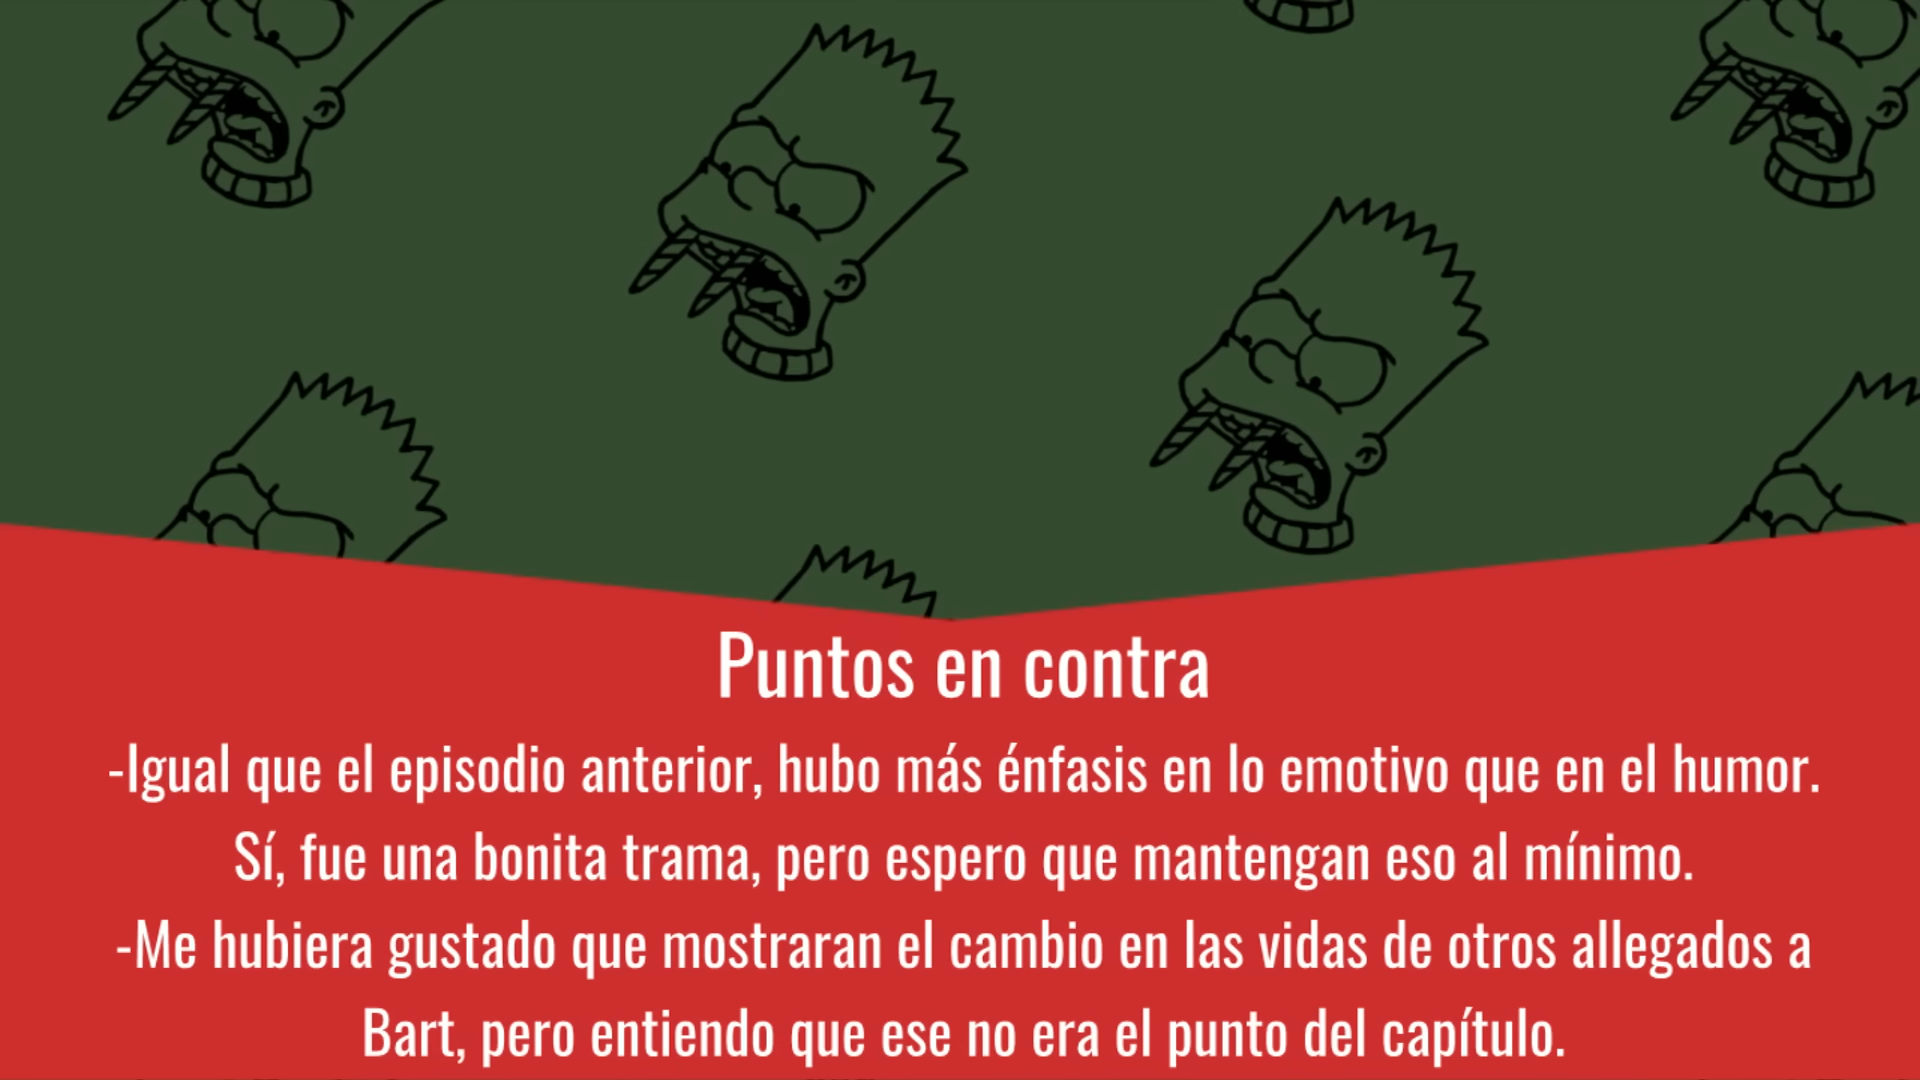 Puntos en contra
-Igual que el episodio anterior, hubo más énfasis en lo emotivo que en el humor.
Sí, fue una bonita trama, pero espero que mantengan eso al mínimo.
-Me hubiera gustado que mostraran el cambio en las vidas de otros allegados a
Bart, pero entiendo que ese no era el punto del capítulo.